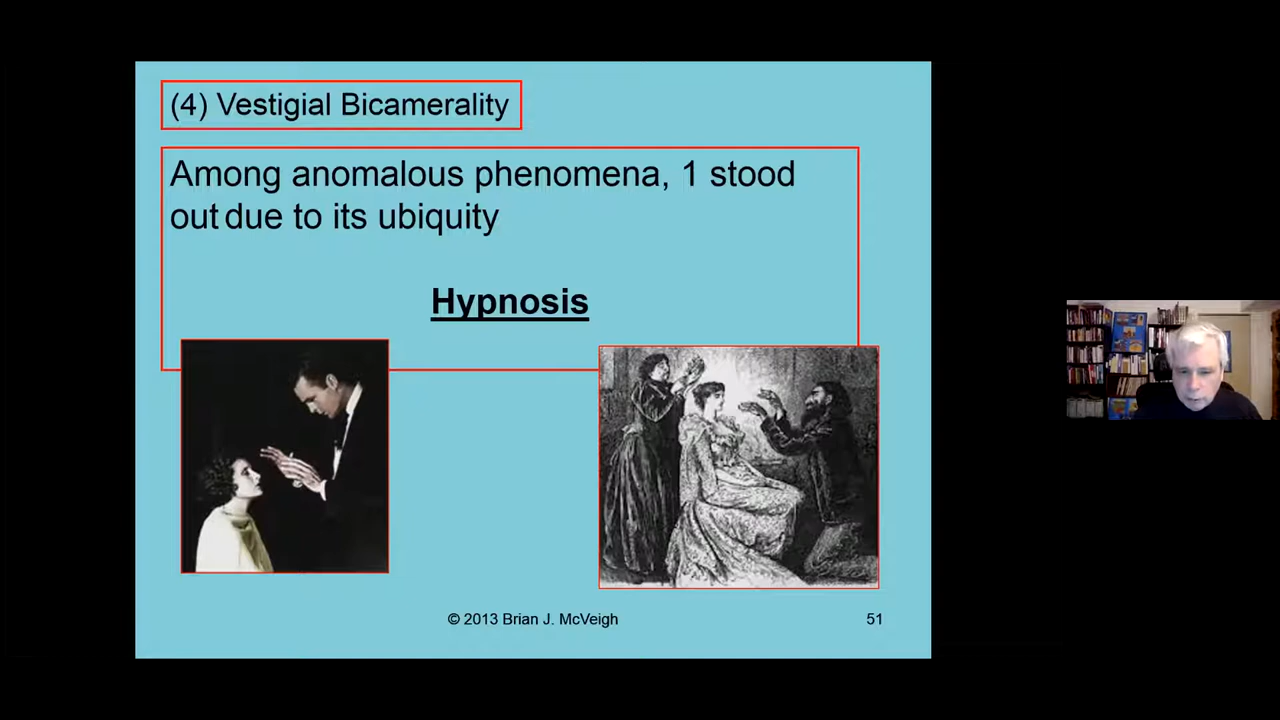 (4) Vestigial Bicamerality
Among anomalous phenomena, 1 stood
out due to its ubiquity
Hypnosis
© 2013 Brian J. McVeigh
51